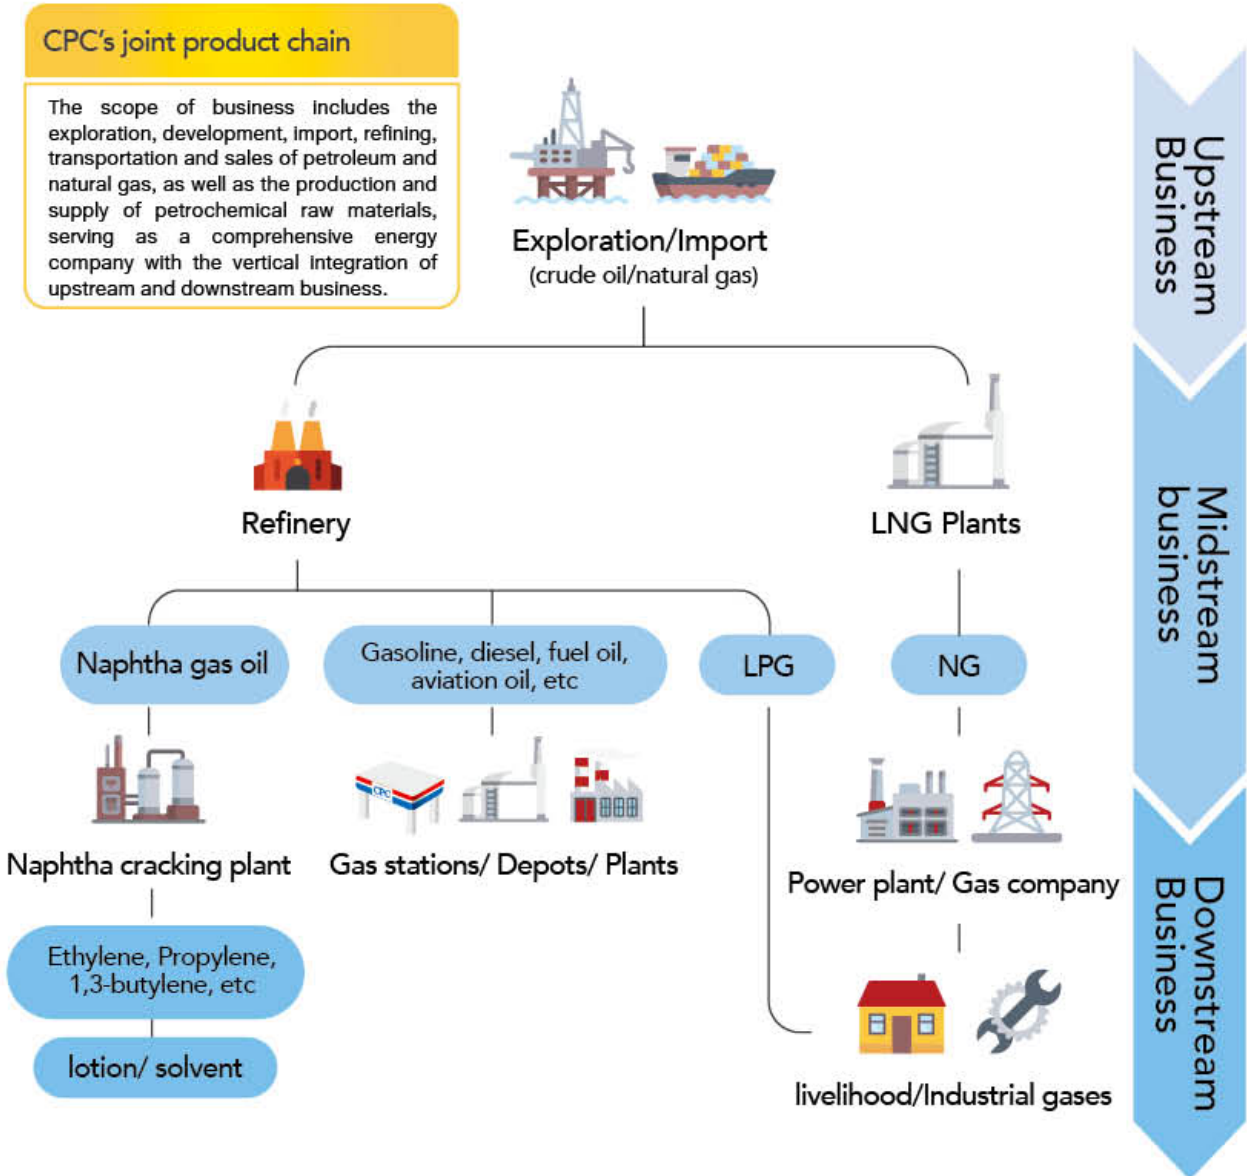 CPC's joint product chain
The scope of business includes the
exploration, development, import, refining,
transportation and sales of petroleum and
natural gas, as well as the production and
supply of petrochemical raw materials,
serving as a comprehensive energy
company with the vertical integration of
upstream and downstream business.
Exploration/Import
(crude oil/natural gas)
Upstream
Business
Refinery
LNG Plants
Midstream
business
Naphtha gas oil
Gasoline, diesel, fuel oil,
aviation oil, etc
LPG
NG
CPC
Naphtha cracking plant
Gas stations/ Depots/ Plants
Power plant/ Gas company
Downstream
Business
Ethylene, Propylene,
1,3-butylene, etc
lotion/ solvent
livelihood/Industrial gases